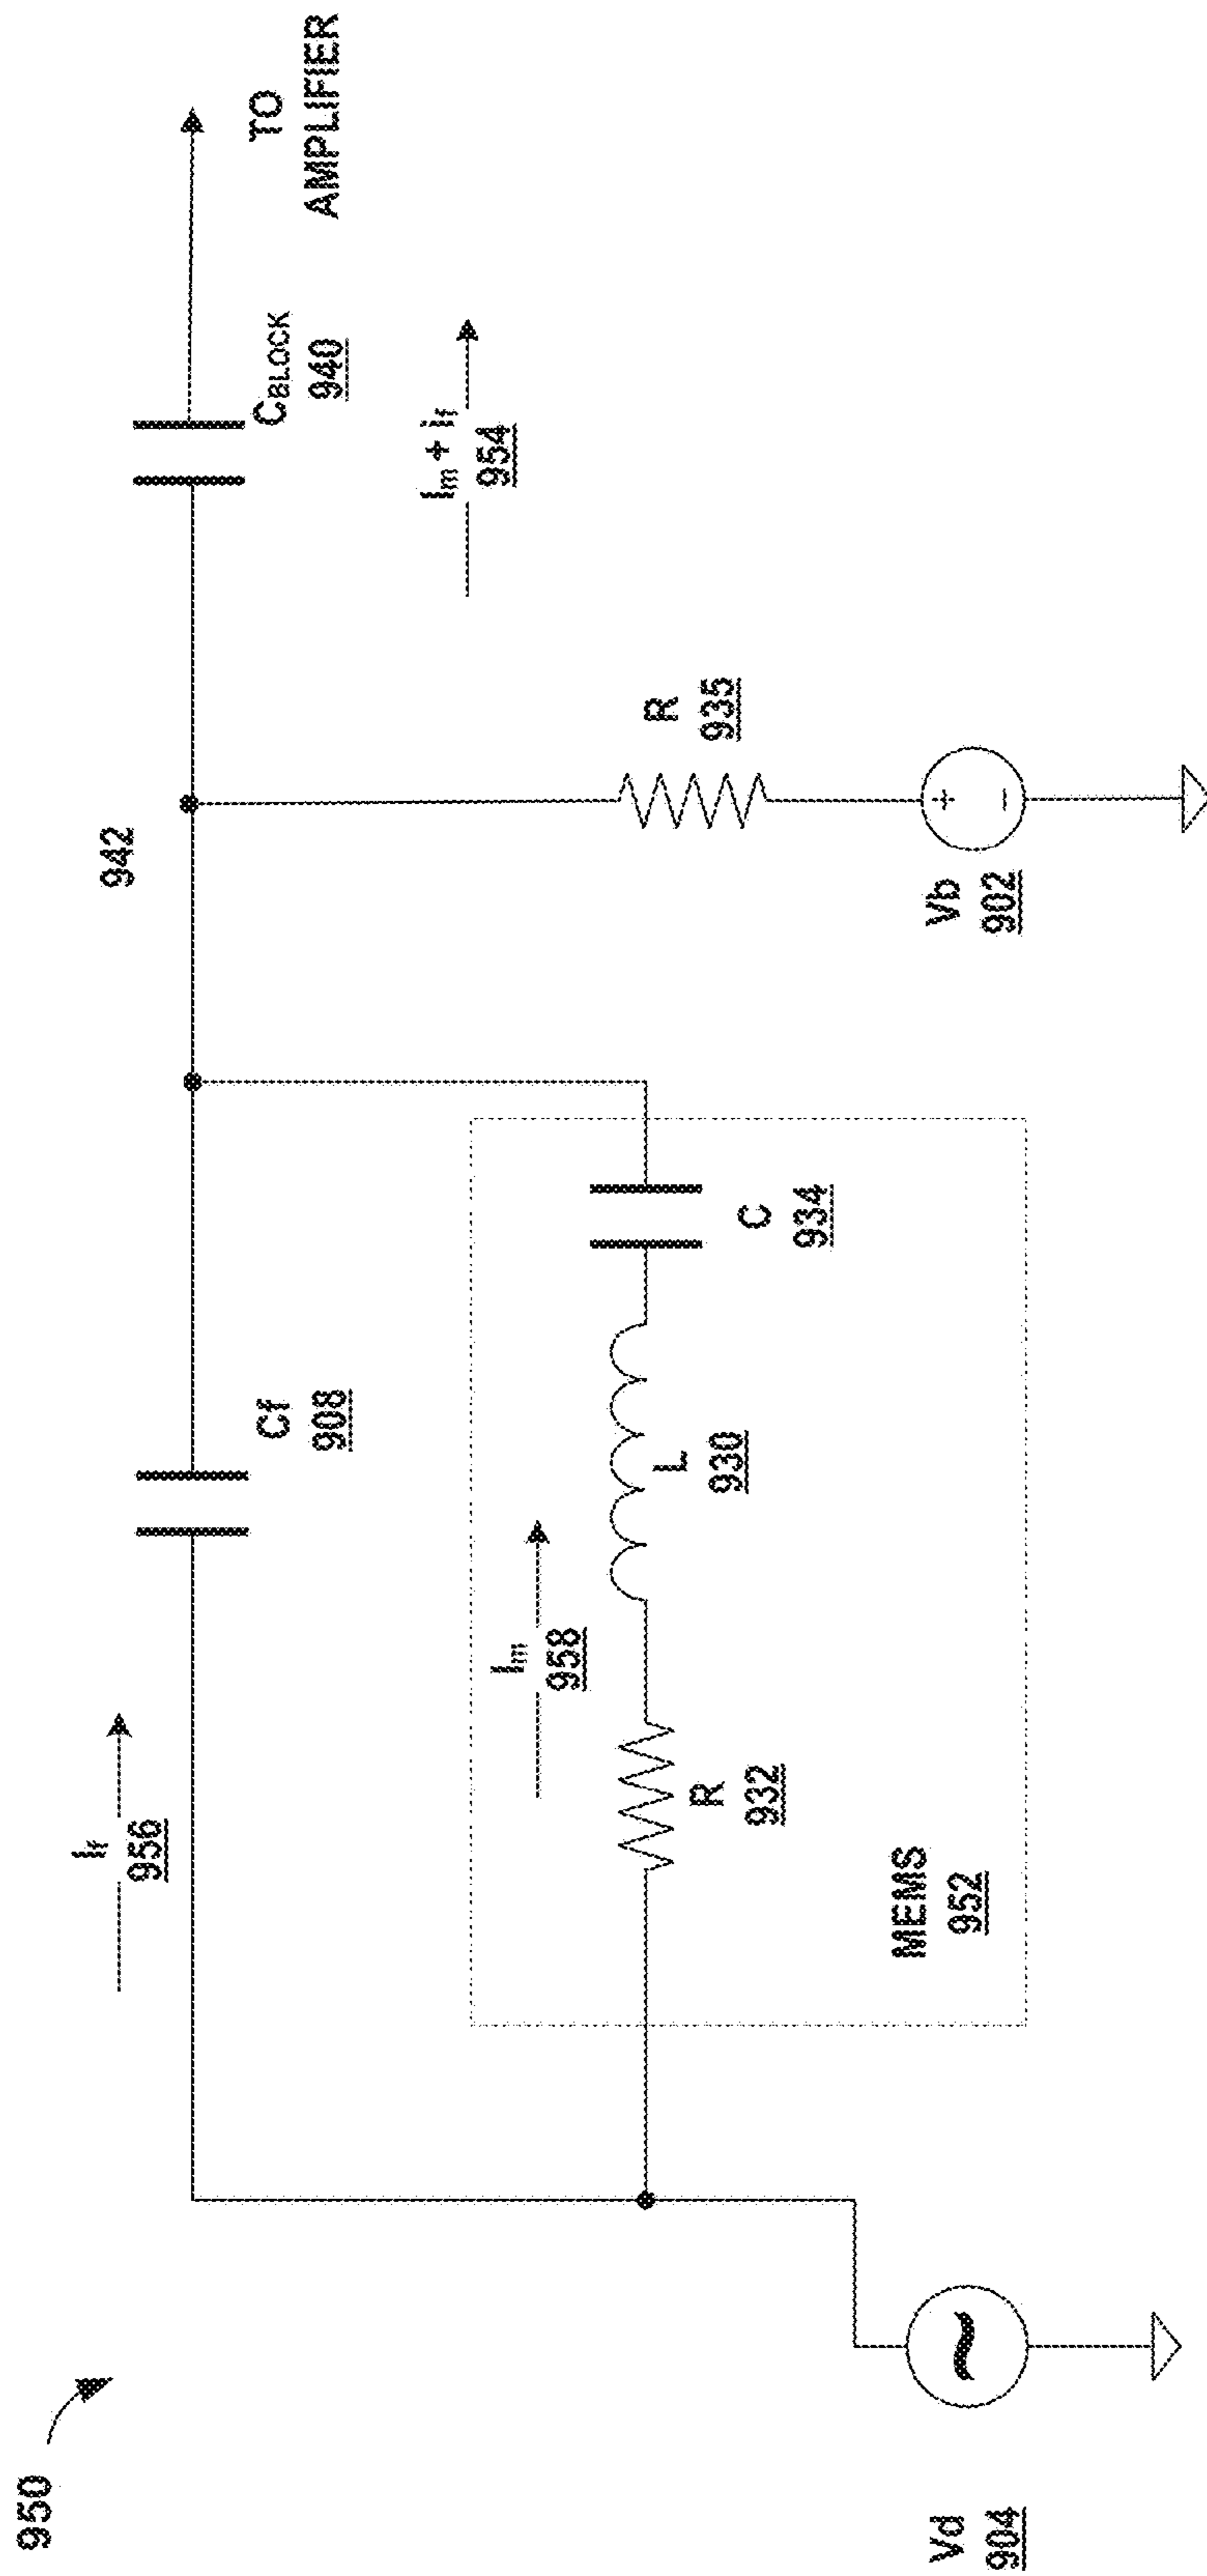 950
If
956
Cf
908
942
CBLOCK
940
TO
AMPLIFIER
Im + If
954
Im
958
R
932
L
930
C
934
MEMS
952
R
935
Vb
902
+
−
Vd
904
~